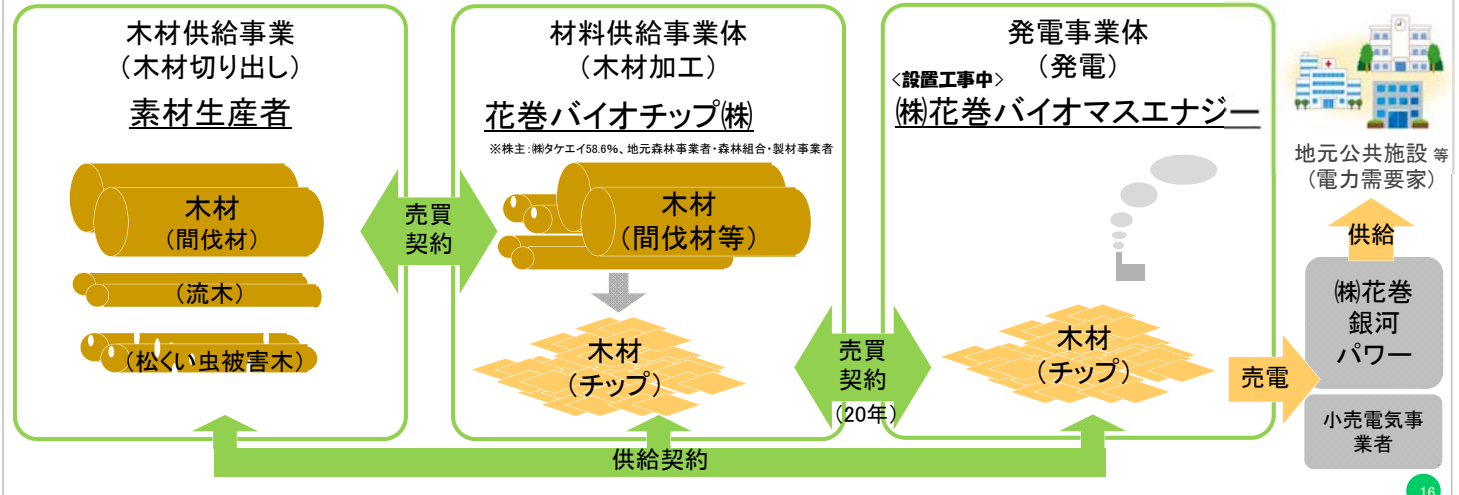 木材供給事業
（木材切り出し）
素材生産者
木材
（間伐材）
（流木）
（松くい虫被害木）
売買
契約
材料供給事業体
（木材加工）
花巻バイオチップ㈱
※株主：㈱タケエイ58.6%、地元森林事業者・森林組合・製材事業者
木材
（間伐材等）
木材
（チップ）
売買
契約
（20年）
発電事業体
（発電）
<設置工事中>
㈱花巻バイオマスエナジー
木材
（チップ）
売電
地元公共施設 等
（電力需要家）
供給
㈱花巻
銀河
パワー
小売電気事
業者
供給契約
16